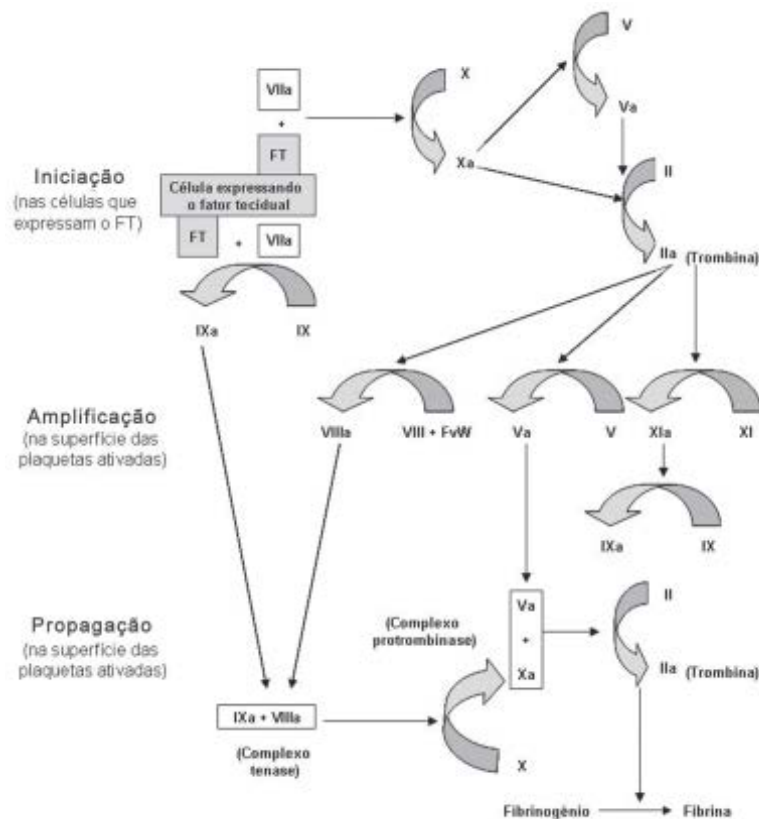 V
VIIa
X
+
Va
FT
Xa
II
Iniciação
(nas células que
expressam o FT)
Célula expressando
o fator tecidual
FT
+
VIIa
IIa (Trombina)
IXa
IX
Amplificação
(na superfície das
plaquetas ativadas)
VIIIa
VIII + FvW
Va
V
XIa
XI
IXa
IX
Propagação
(na superfície das
plaquetas ativadas)
(Complexo
protrombinase)
Va
+
Xa
II
IIa (Trombina)
IXa + VIIIa
(Complexo
tenase)
X
Fibrinogênio
Fibrina